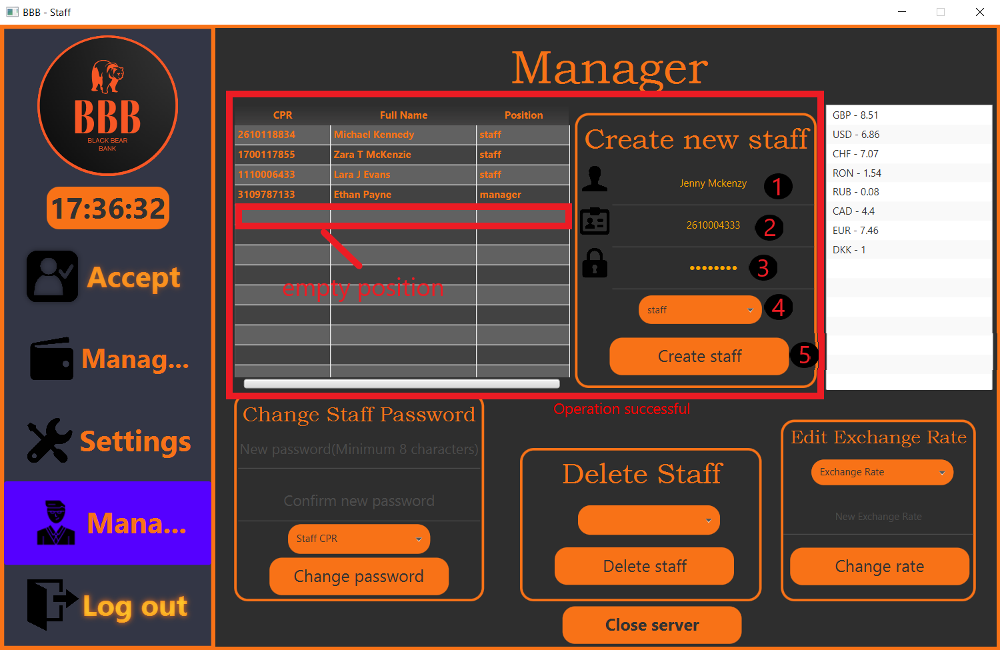 BBB - Staff
BBB
BLACK BEAR
BANK
17:36:32
Accept
Manag...
Settings
Mana...
Log out
Manager
CPR Full Name Position
2610118834 Michael Kennedy staff
1700117855 Zara T McKenzie staff
1110006433 Lara J Evans staff
3109787133 Ethan Payne manager
empty position
Create new staff
Jenny Mckenzy 1
2610004333 2
•••••••• 3
staff 4
Create staff 5
GBP - 8.51
USD - 6.86
CHF - 7.07
RON - 1.54
RUB - 0.08
CAD - 4.4
EUR - 7.46
DKK - 1
Operation successful
Change Staff Password
New password(Minimum 8 characters)
Confirm new password
Staff CPR
Change password
Delete Staff
Delete staff
Close server
Edit Exchange Rate
Exchange Rate
New Exchange Rate
Change rate